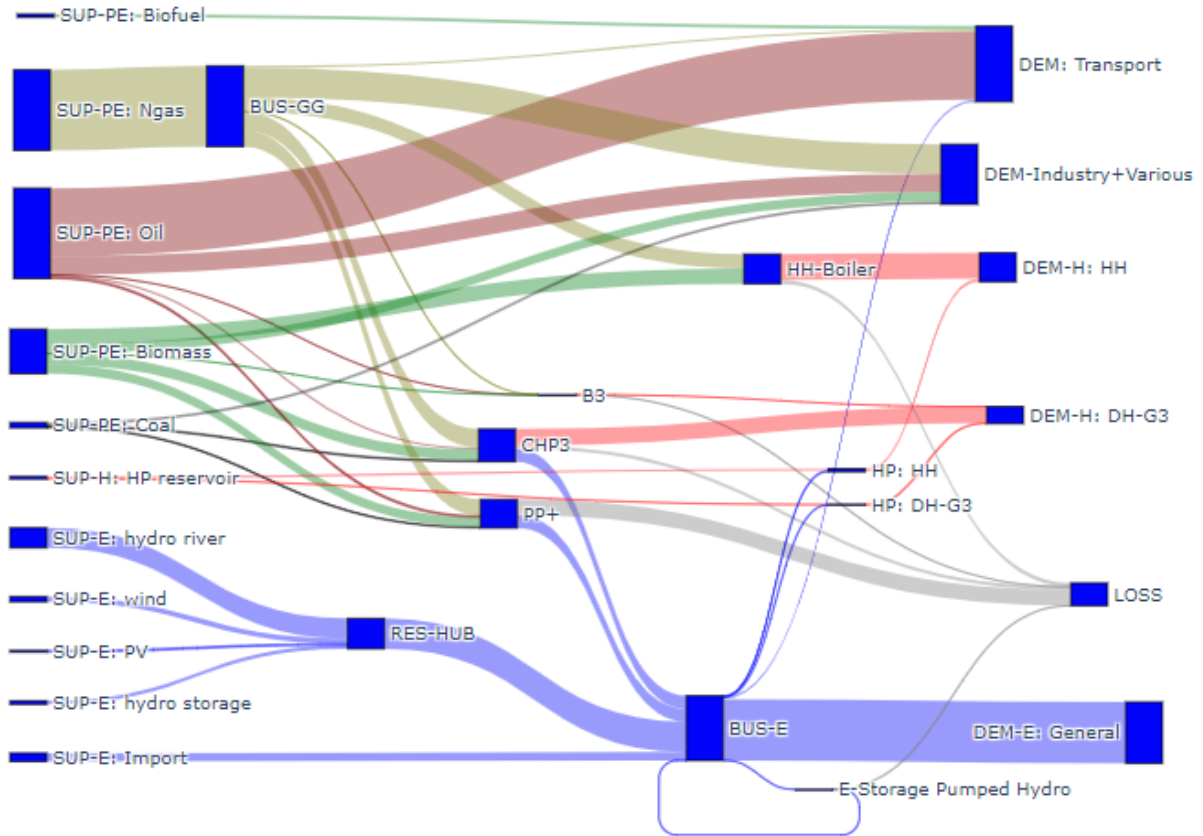 SUP-PE: Biofuel
DEM: Transport
SUP-PE: Ngas
BUS-GG
DEM-Industry+Various
SUP-PE: Oil
HH-Boiler
DEM-H: HH
SUP-PE: Biomass
B3
DEM-H: DH-G3
SUP-PE: Coal
CHP3
SUP-H: HP reservoir
HP: HH
HP: DH-G3
PP+
SUP-E: hydro river
SUP-E: wind
LOSS
RES-HUB
SUP-E: PV
SUP-E: hydro storage
BUS-E
DEM-E: General
SUP-E: Import
E-Storage Pumped Hydro